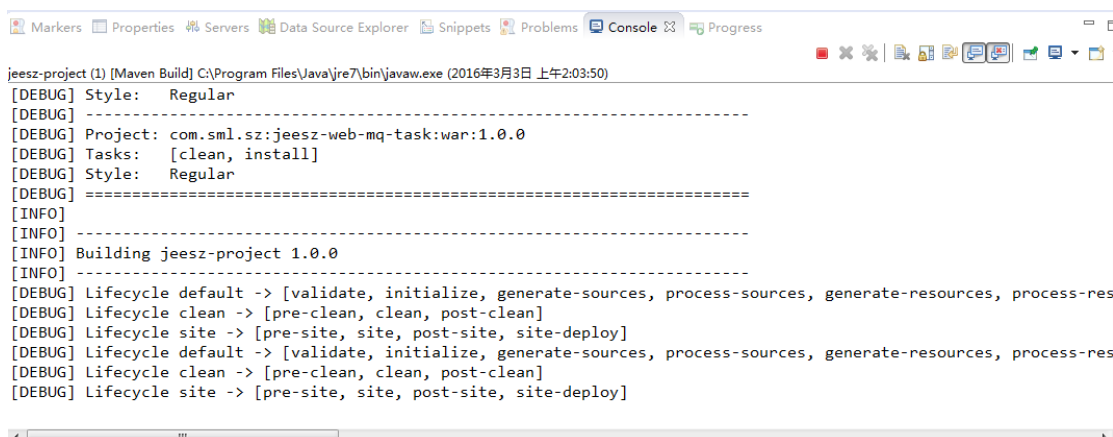 Markers Properties Servers Data Source Explorer Snippets Problems Console Progress
jeesz-project (1) [Maven Build] C:\Program Files\Java\jre7\bin\javaw.exe (2016年3月3日 上午2:03:50)
[DEBUG] Style:   Regular
[DEBUG] -----------------------------------------------------------------------
[DEBUG] Project: com.sml.sz:jeesz-web-mq-task:war:1.0.0
[DEBUG] Tasks:   [clean, install]
[DEBUG] Style:   Regular
[DEBUG] =======================================================================
[INFO]
[INFO] ------------------------------------------------------------------------
[INFO] Building jeesz-project 1.0.0
[INFO] ------------------------------------------------------------------------
[DEBUG] Lifecycle default -> [validate, initialize, generate-sources, process-sources, generate-resources, process-res
[DEBUG] Lifecycle clean -> [pre-clean, clean, post-clean]
[DEBUG] Lifecycle site -> [pre-site, site, post-site, site-deploy]
[DEBUG] Lifecycle default -> [validate, initialize, generate-sources, process-sources, generate-resources, process-res
[DEBUG] Lifecycle clean -> [pre-clean, clean, post-clean]
[DEBUG] Lifecycle site -> [pre-site, site, post-site, site-deploy]